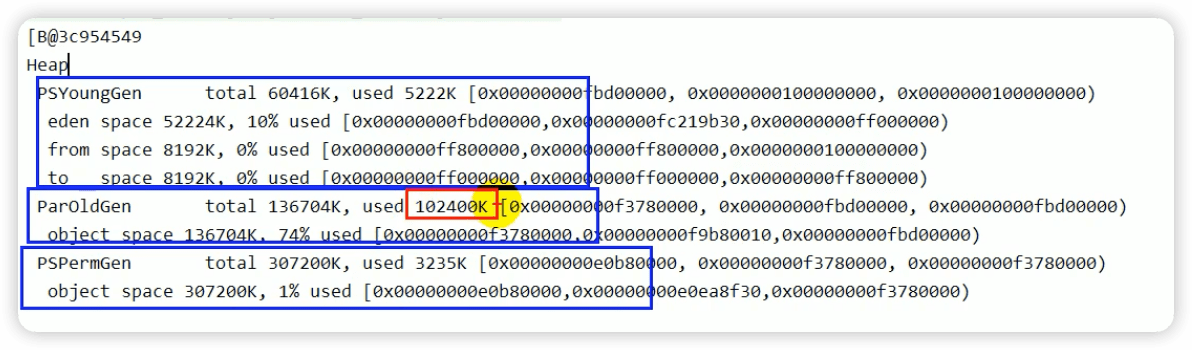 [B@3c954549
Heap
PSYoungGen total 60416K, used 5222K [0x00000000fbd00000, 0x0000000100000000, 0x0000000100000000)
eden space 52224K, 10% used [0x00000000fbd00000,0x00000000fc219b30,0x00000000ff000000)
from space 8192K, 0% used [0x00000000ff800000,0x00000000ff800000,0x0000000100000000)
to space 8192K, 0% used [0x00000000ff000000,0x00000000ff000000,0x00000000ff800000)
ParOldGen total 136704K, used 102400K [0x00000000f3780000, 0x00000000fbd00000, 0x00000000fbd00000)
object space 136704K, 74% used [0x00000000f3780000,0x00000000f9b80010,0x00000000fbd00000)
PSPermGen total 307200K, used 3235K [0x00000000e0b80000, 0x00000000f3780000, 0x00000000f3780000)
object space 307200K, 1% used [0x00000000e0b80000,0x00000000e0ea8f30,0x00000000f3780000)